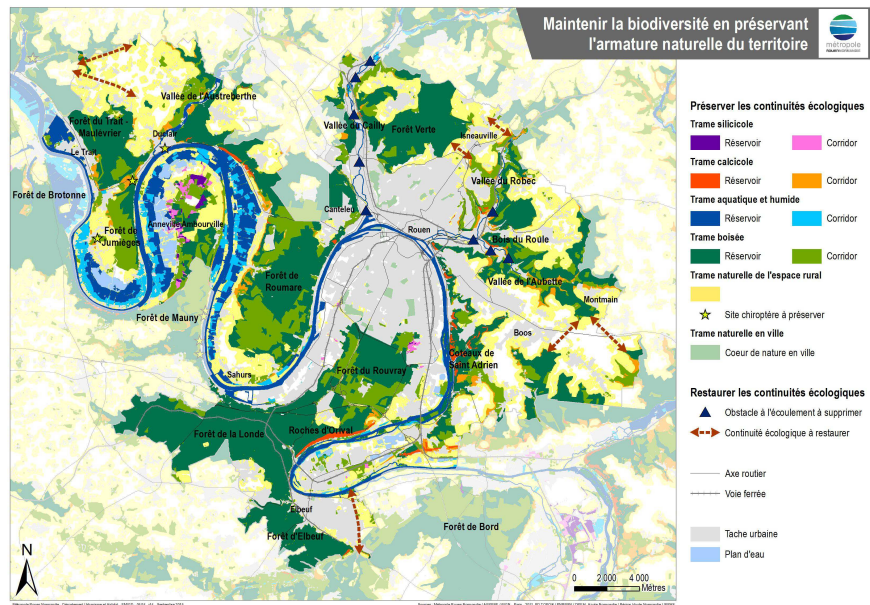 Maintenir la biodiversité en préservant
l'armature naturelle du territoire
métropole
ROUENNORMANDIE
Préserver les continuités écologiques
Trame silicicole
Réservoir
Corridor
Trame calcicole
Réservoir
Corridor
Trame aquatique et humide
Réservoir
Corridor
Trame boisée
Réservoir
Corridor
Trame naturelle de l'espace rural
Site chiroptère à préserver
Trame naturelle en ville
Coeur de nature en ville
Restaurer les continuités écologiques
Obstacle à l'écoulement à supprimer
Continuité écologique à restaurer
Axe routier
Voie ferrée
Tache urbaine
Plan d'eau
Vallée de l'Austreberthe
Forêt du Trait -
Maulévrier
Duclair
Le Trait
Forêt de Brotonne
Vallée du Cailly
Forêt Verte
Isneauville
Vallée du Robec
Canteleu
Rouen
Anneville-Ambourville
Forêt de
Jumièges
Bois du Roule
Forêt de
Roumare
Vallée de l'Aubette
Montmain
Forêt de Mauny
Boos
Coteaux de
Saint Adrien
Sahurs
Forêt du Rouvray
Forêt de la Londe
Roches d'Orival
Elbeuf
Forêt d'Elbeuf
Forêt de Bord
N
0 2 000 4 000
Mètres